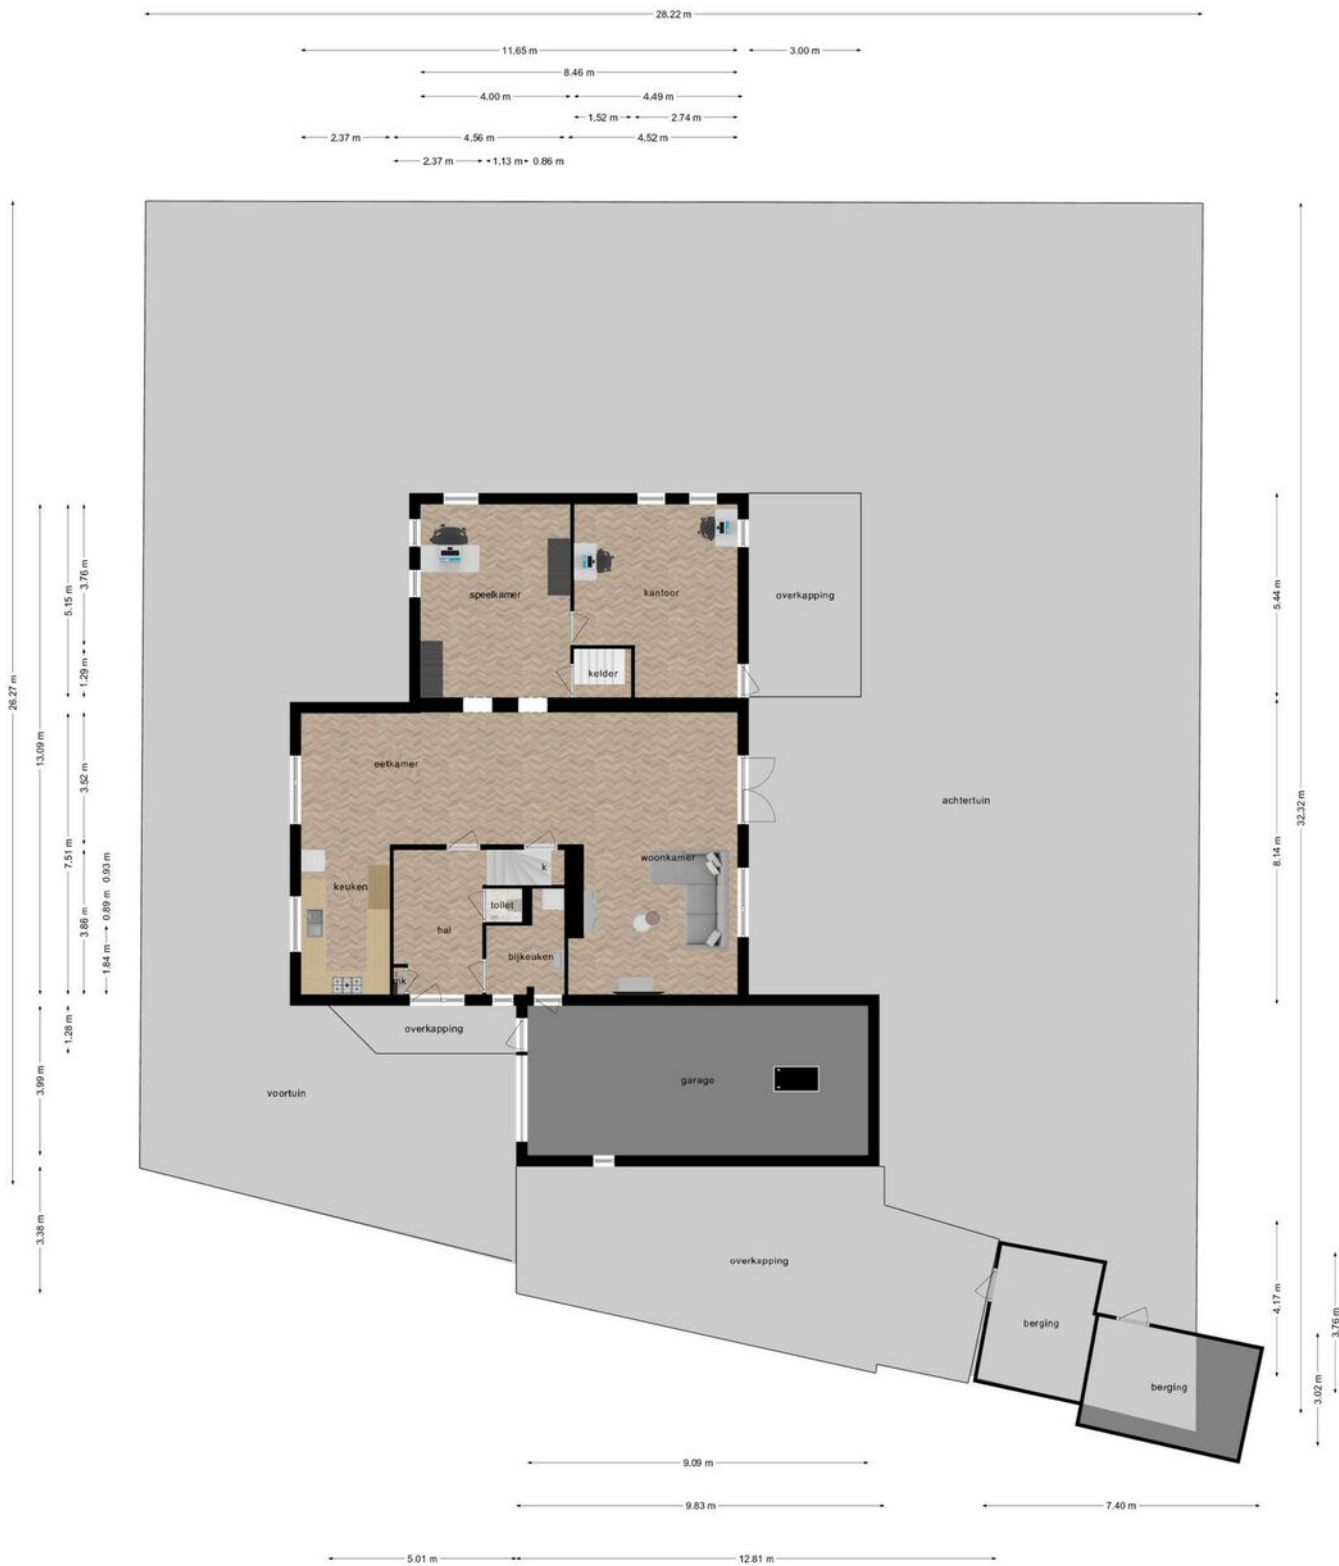 28.22 m
11.65 m 3.00 m
8.46 m
4.00 m 4.49 m
1.52 m 2.74 m
2.37 m 4.56 m 4.52 m
2.37 m 1.13 m 0.86 m
26.27 m
13.09 m
3.99 m
3.38 m
5.15 m
7.51 m
1.28 m
3.76 m
1.29 m
3.52 m
3.86 m
0.93 m
0.89 m
1.84 m
speelkamer
kantoor
overkapping
kelder
eetkamer
achtertuin
woonkamer
k
keuken
toilet
hal
bijkeuken
mk
overkapping
garage
voortuin
overkapping
berging
berging
5.44 m
8.14 m
4.17 m
32.32 m
3.02 m
3.76 m
9.09 m
9.83 m 7.40 m
5.01 m 12.81 m